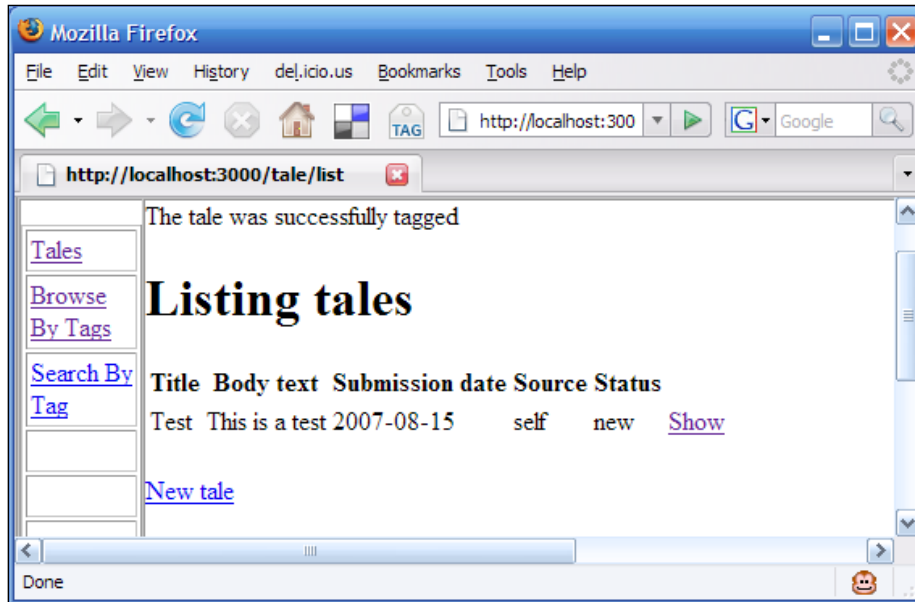 Mozilla Firefox
File Edit View History del.icio.us Bookmarks Tools Help
TAG http://localhost:300 G Google
http://localhost:3000/tale/list
The tale was successfully tagged
Tales
Listing tales
Browse
By Tags
Search By
Tag
Title Body text Submission date Source Status
Test This is a test 2007-08-15 self new Show
New tale
Done